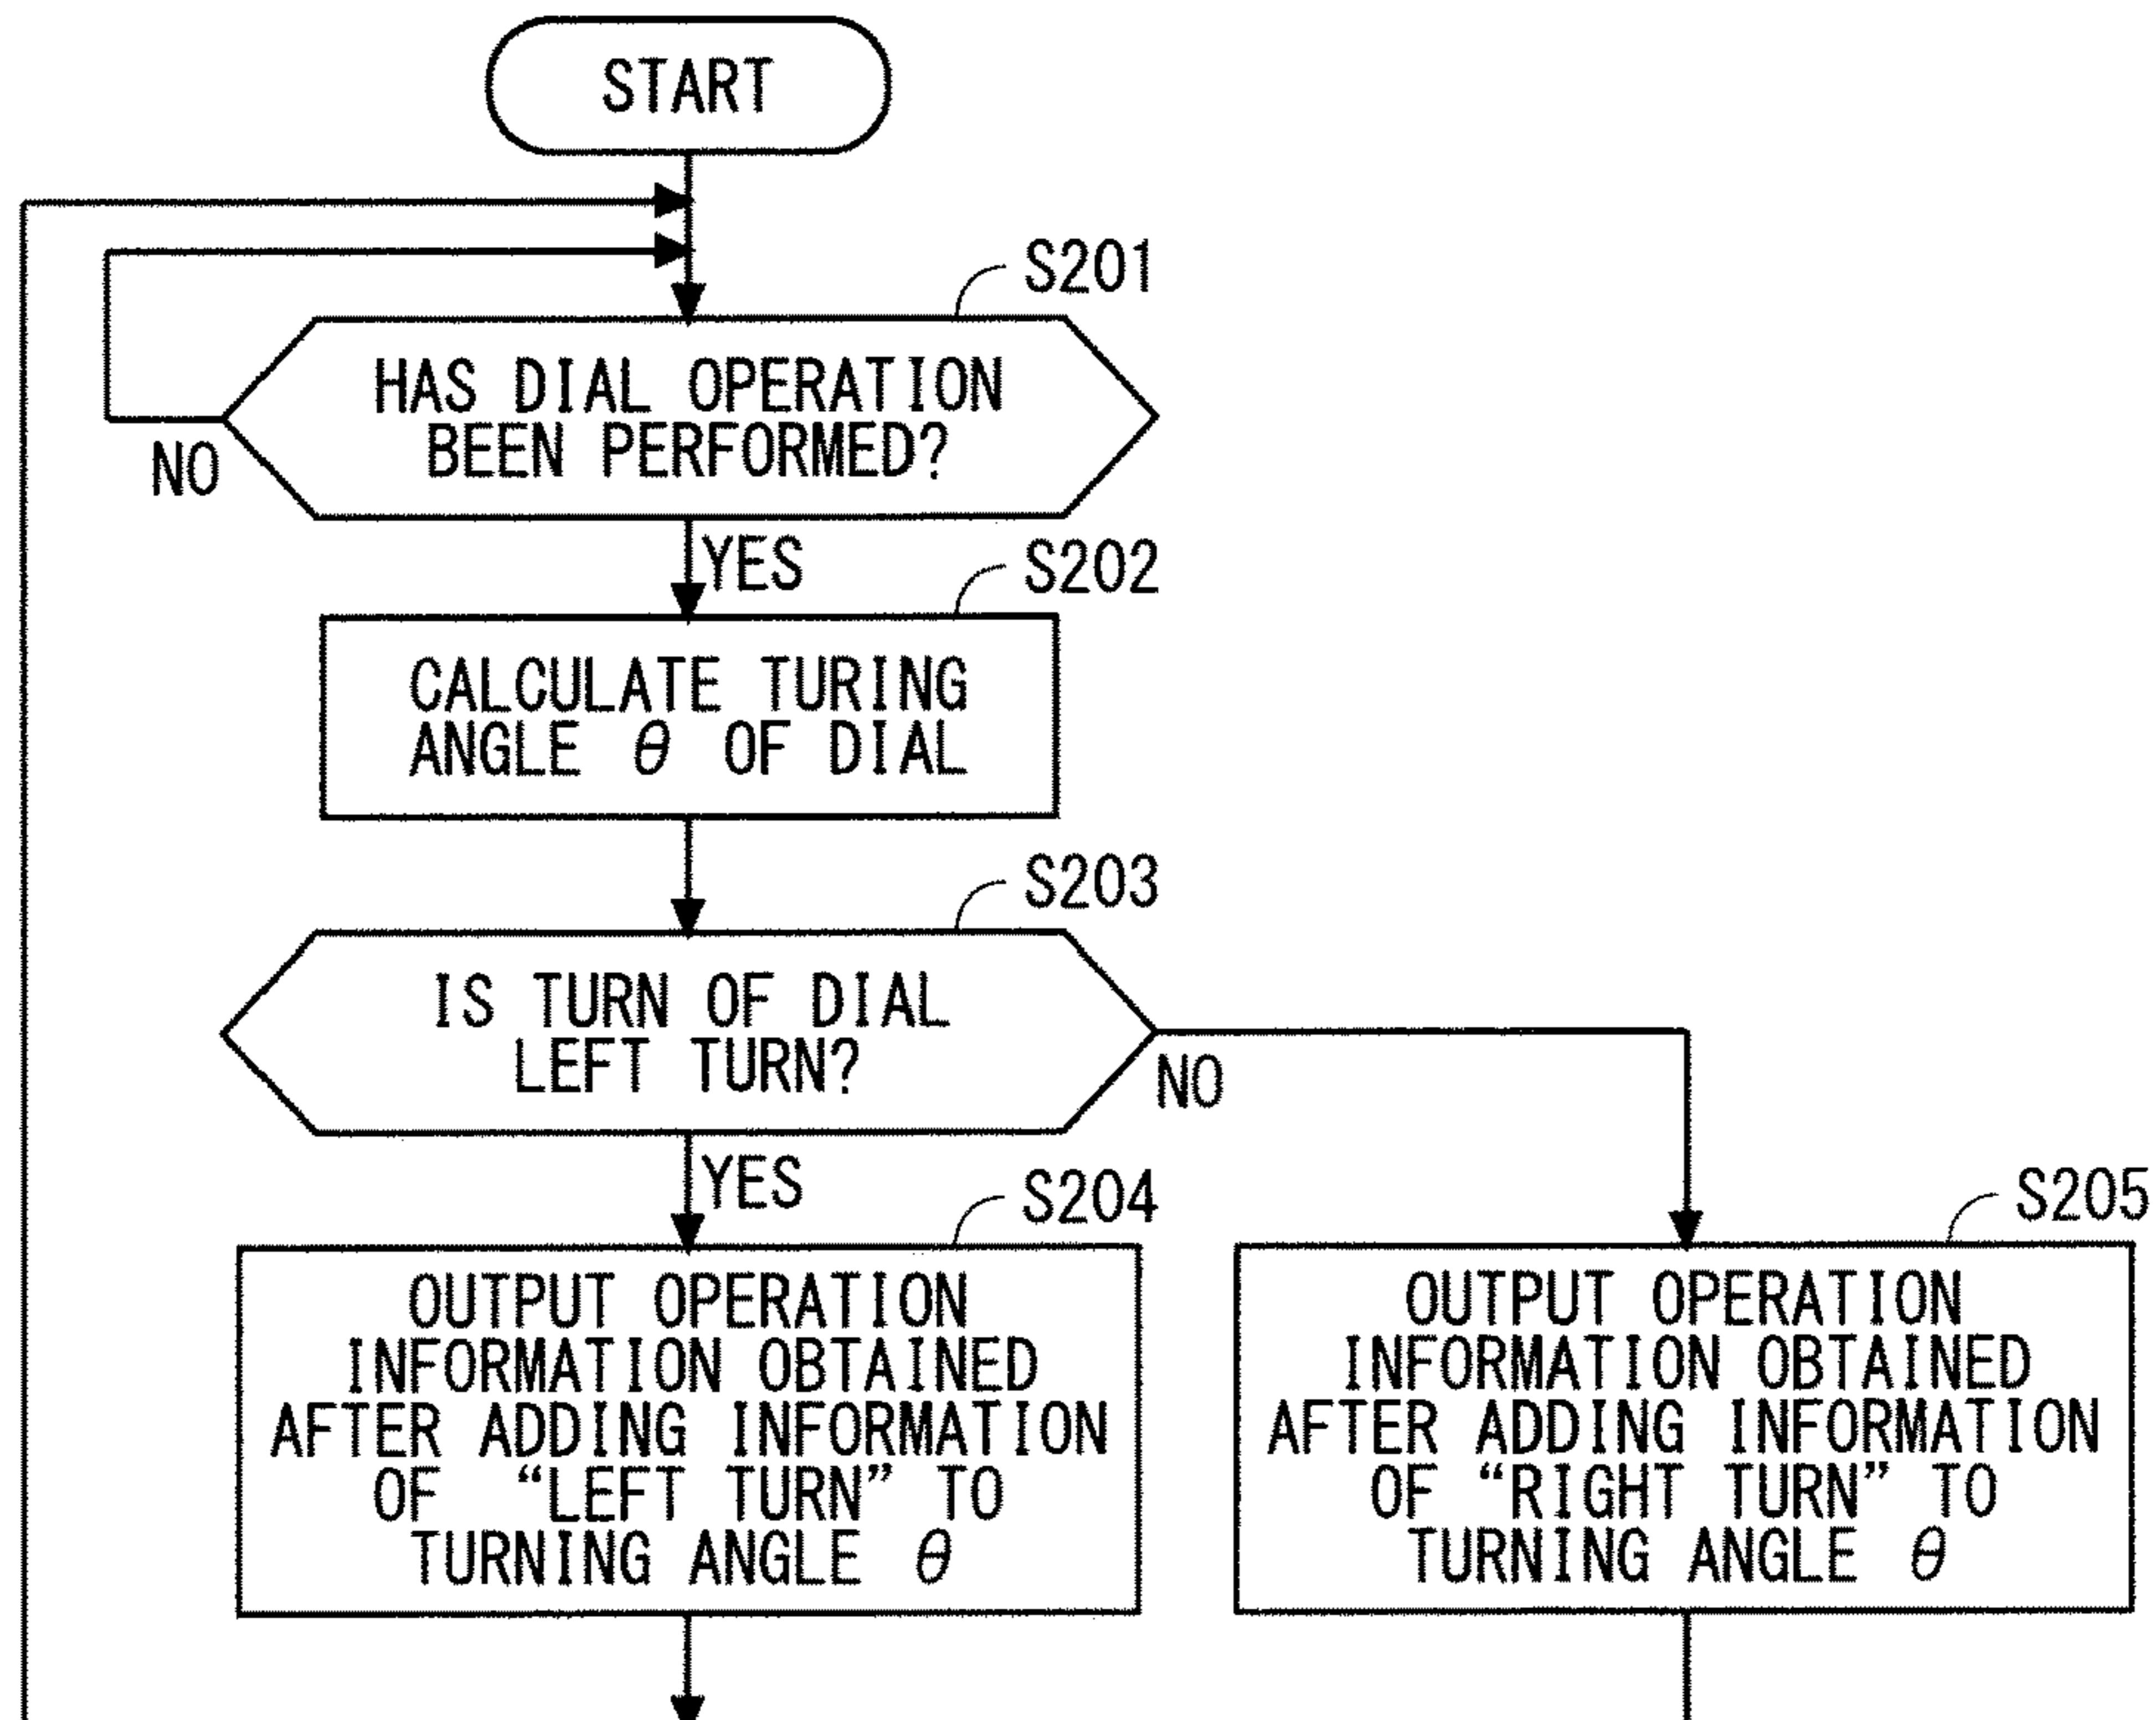 START
S201
HAS DIAL OPERATION
BEEN PERFORMED?
NO
YES
S202
CALCULATE TURING
ANGLE θ OF DIAL
S203
IS TURN OF DIAL
LEFT TURN?
NO
YES
S204
OUTPUT OPERATION
INFORMATION OBTAINED
AFTER ADDING INFORMATION
OF “LEFT TURN” TO
TURNING ANGLE θ
S205
OUTPUT OPERATION
INFORMATION OBTAINED
AFTER ADDING INFORMATION
OF “RIGHT TURN” TO
TURNING ANGLE θ